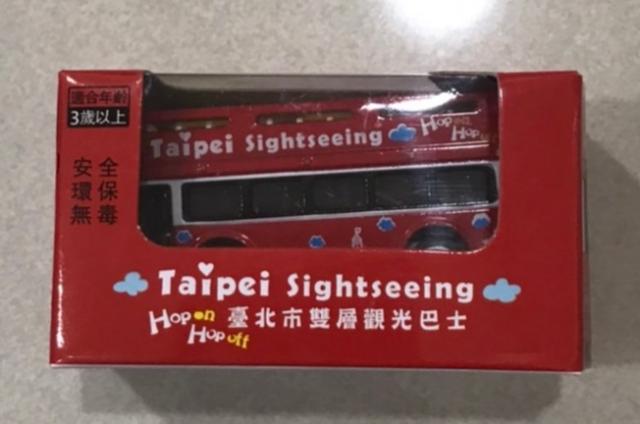 適合年齡
3歲以上
安全
環保
無毒
Taipei Sightseeing
Hop on
Hop off
Taipei Sightseeing
Hop on
Hop off
臺北市雙層觀光巴士